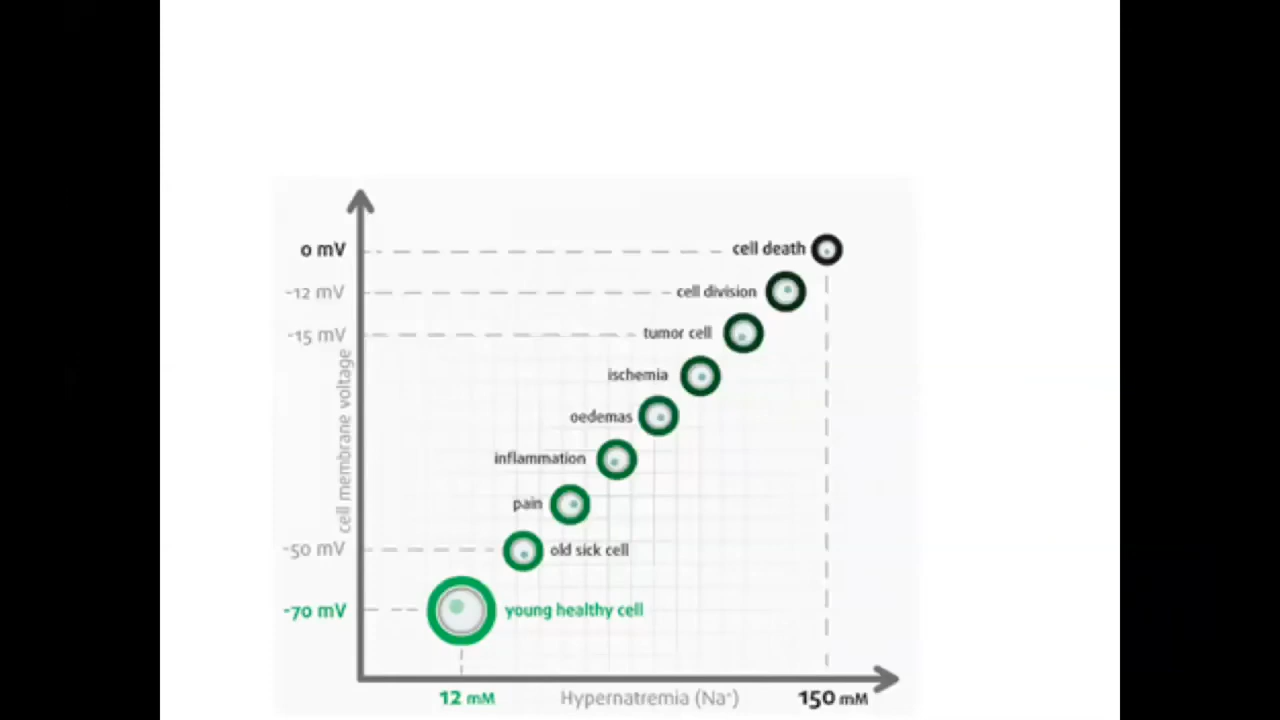 0 mV
cell death
-12 mV
cell division
-15 mV
tumor cell
ischemia
oedemas
inflammation
pain
cell membrane voltage
-50 mV
old sick cell
-70 mV
young healthy cell
12 mM
Hypernatremia (Na⁺)
150 mM